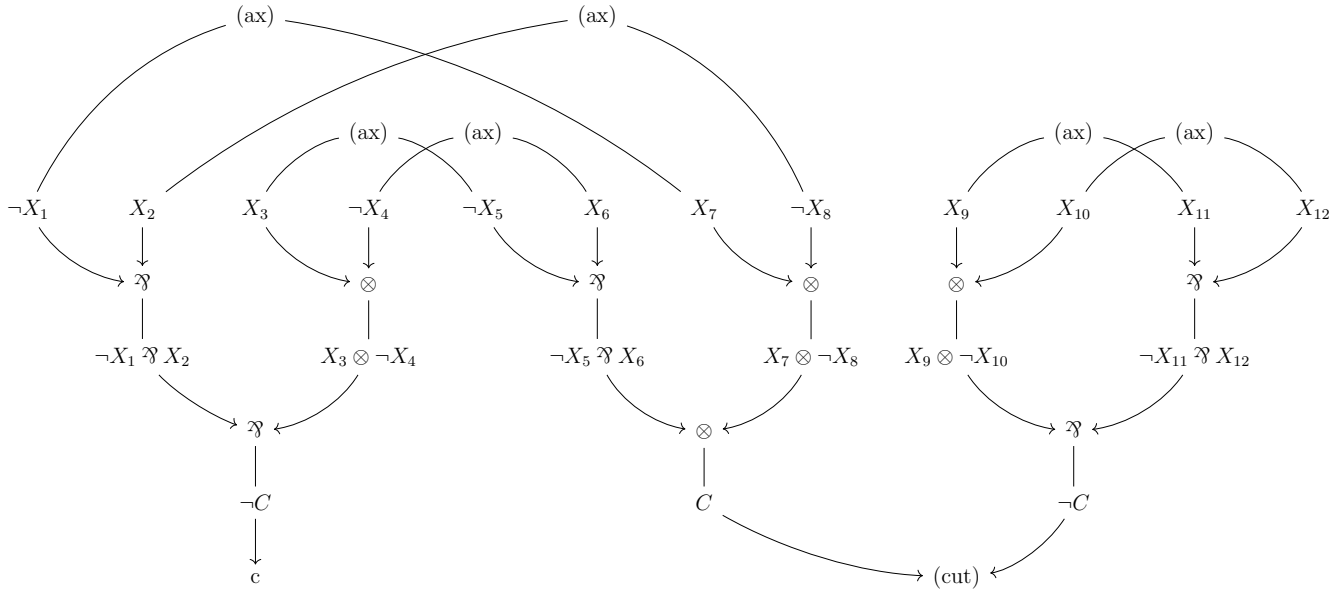 (ax) (ax)
(ax) (ax) (ax) (ax)
¬X₁ X₂ X₃ ¬X₄ ¬X₅ X₆ X₇ ¬X₈ X₉ X₁₀ X₁₁ X₁₂
⅋ ⊗ ⅋ ⊗ ⊗ ⅋
¬X₁ ⅋ X₂ X₃ ⊗ ¬X₄ ¬X₅ ⅋ X₆ X₇ ⊗ ¬X₈ X₉ ⊗ ¬X₁₀ ¬X₁₁ ⅋ X₁₂
⅋ ⊗ ⅋
¬C C ¬C
c (cut)